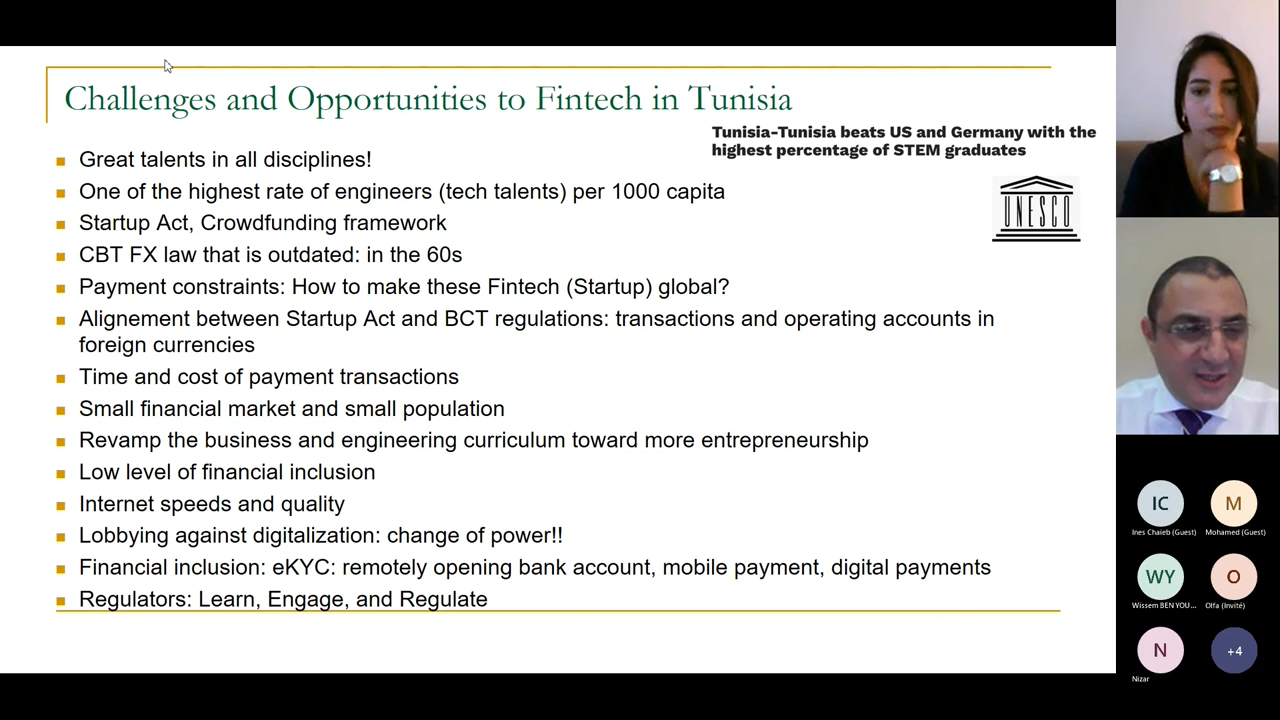 Challenges and Opportunities to Fintech in Tunisia
Tunisia-Tunisia beats US and Germany with the
highest percentage of STEM graduates
UNESCO
Great talents in all disciplines!
One of the highest rate of engineers (tech talents) per 1000 capita
Startup Act, Crowdfunding framework
CBT FX law that is outdated: in the 60s
Payment constraints: How to make these Fintech (Startup) global?
Alignement between Startup Act and BCT regulations: transactions and operating accounts in
foreign currencies
Time and cost of payment transactions
Small financial market and small population
Revamp the business and engineering curriculum toward more entrepreneurship
Low level of financial inclusion
Internet speeds and quality
Lobbying against digitalization: change of power!!
Financial inclusion: eKYC: remotely opening bank account, mobile payment, digital payments
Regulators: Learn, Engage, and Regulate
IC
M
Ines Chaieb (Guest)
Mohamed (Guest)
WY
O
Wissem BEN YOU...
Olfa (Invité)
N
+4
Nizar